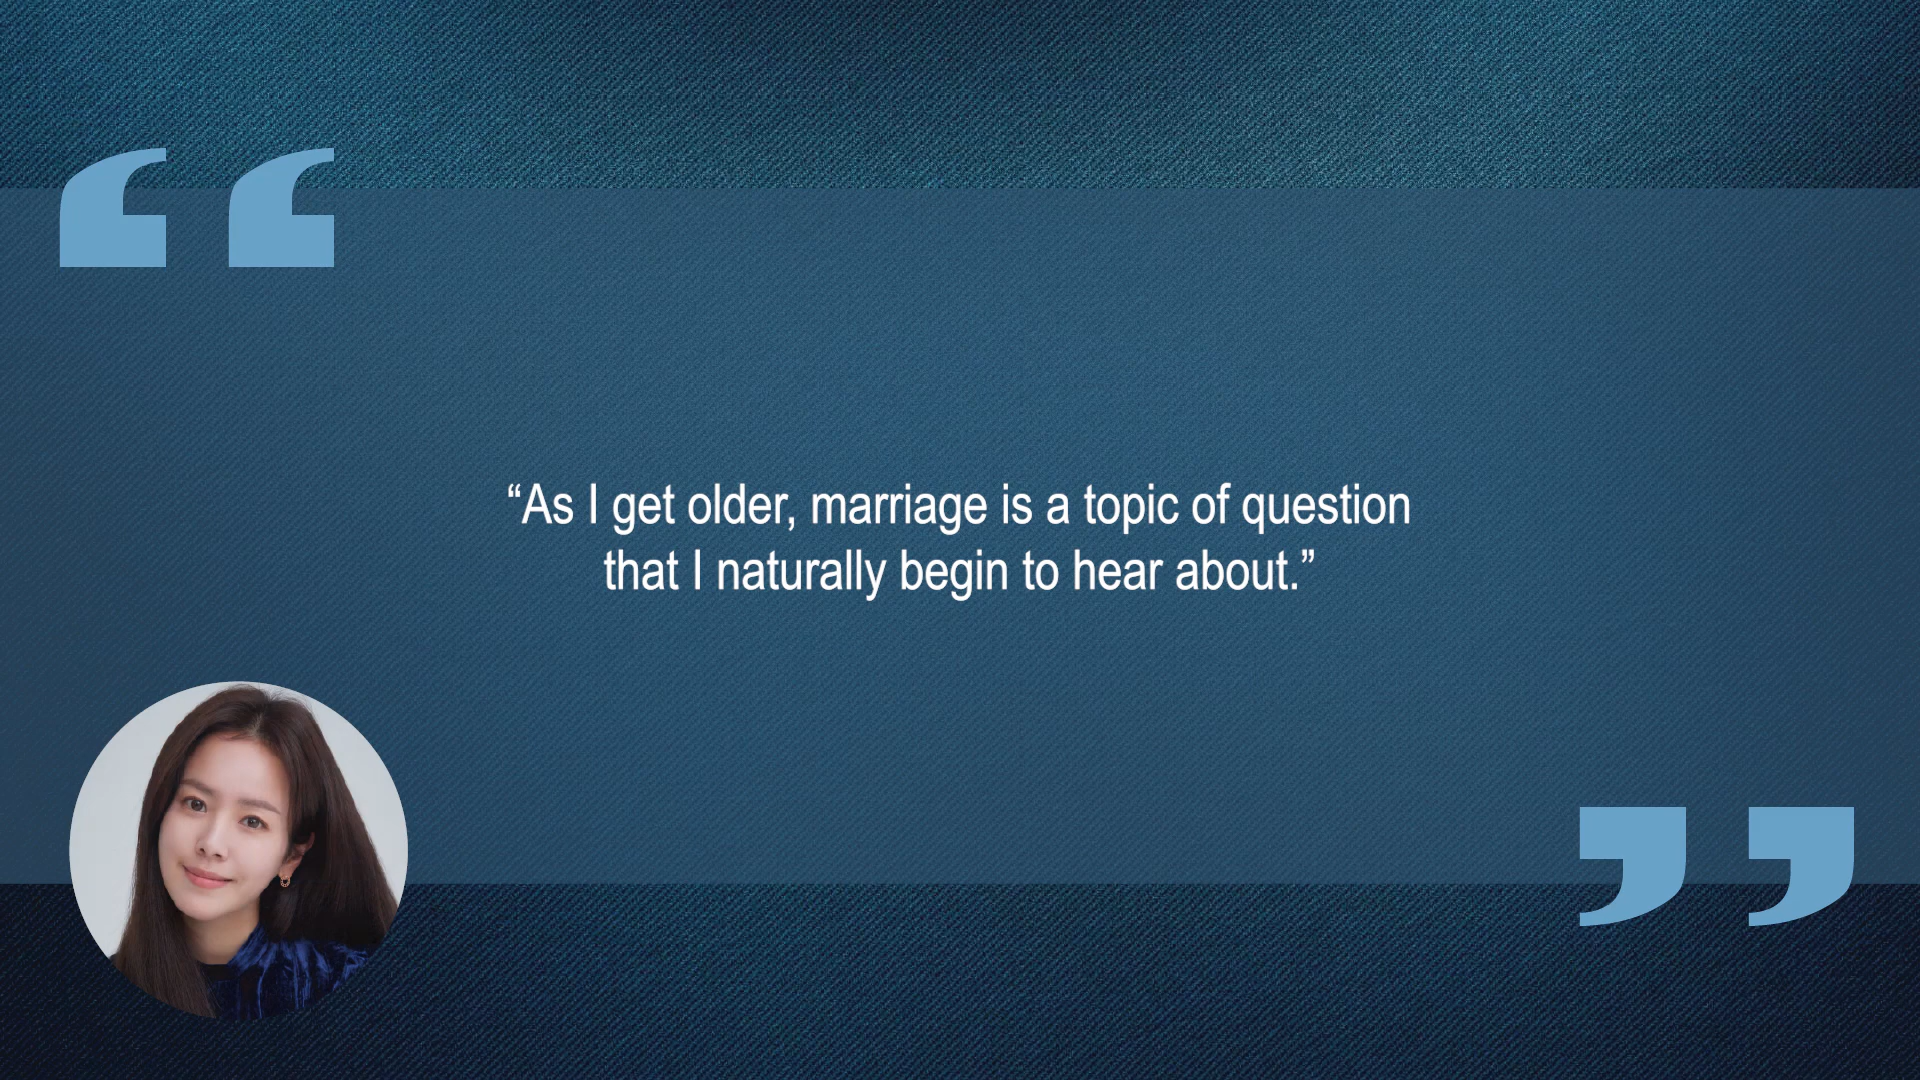 “As I get older, marriage is a topic of question
that I naturally begin to hear about.”